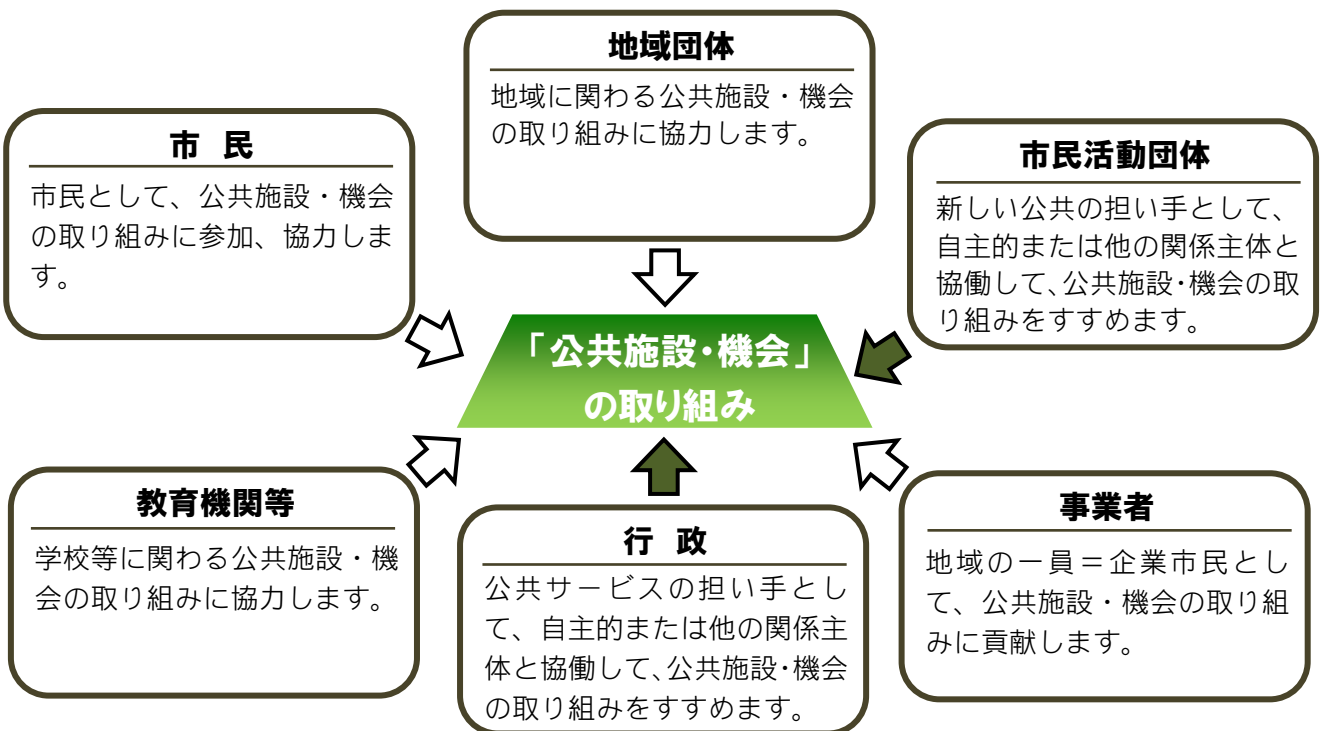 地域団体
地域に関わる公共施設・機会
の取り組みに協力します。
市 民
市民として、公共施設・機会
の取り組みに参加、協力しま
す。
市民活動団体
新しい公共の担い手として、
自主的または他の関係主体と
協働して、公共施設・機会の取
り組みをすすめます。
「公共施設・機会」
の取り組み
教育機関等
学校等に関わる公共施設・機
会の取り組みに協力します。
行 政
公共サービスの担い手とし
て、自主的または他の関係主
体と協働して、公共施設・機会
の取り組みをすすめます。
事業者
地域の一員＝企業市民とし
て、公共施設・機会の取り組
みに貢献します。